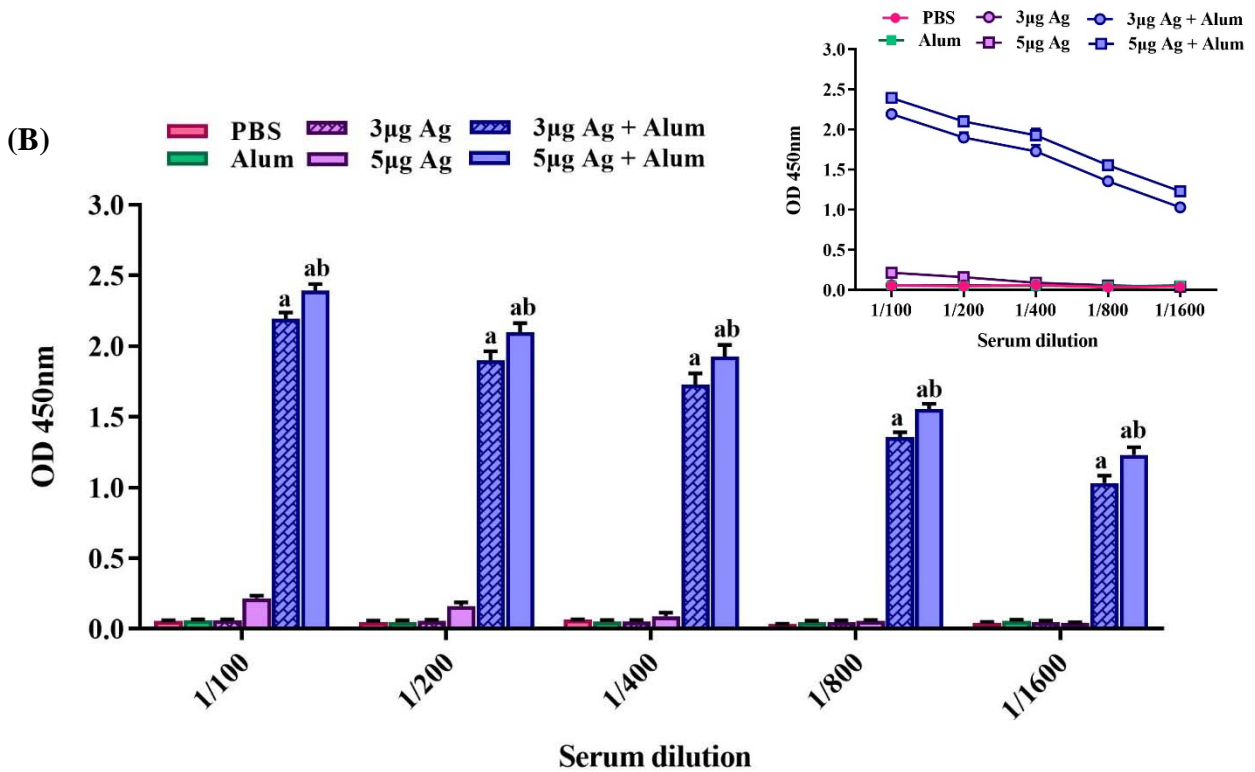 (B)
PBS 3μg Ag 3μg Ag + Alum
Alum 5μg Ag 5μg Ag + Alum
OD 450nm
3.0
2.5
2.0
1.5
1.0
0.5
0.0
a ab
a ab
a ab
a ab
a ab
1/100 1/200 1/400 1/800 1/1600
Serum dilution
PBS 3μg Ag 3μg Ag + Alum
Alum 5μg Ag 5μg Ag + Alum
OD 450nm
3.0
2.5
2.0
1.5
1.0
0.5
0.0
1/100 1/200 1/400 1/800 1/1600
Serum dilution